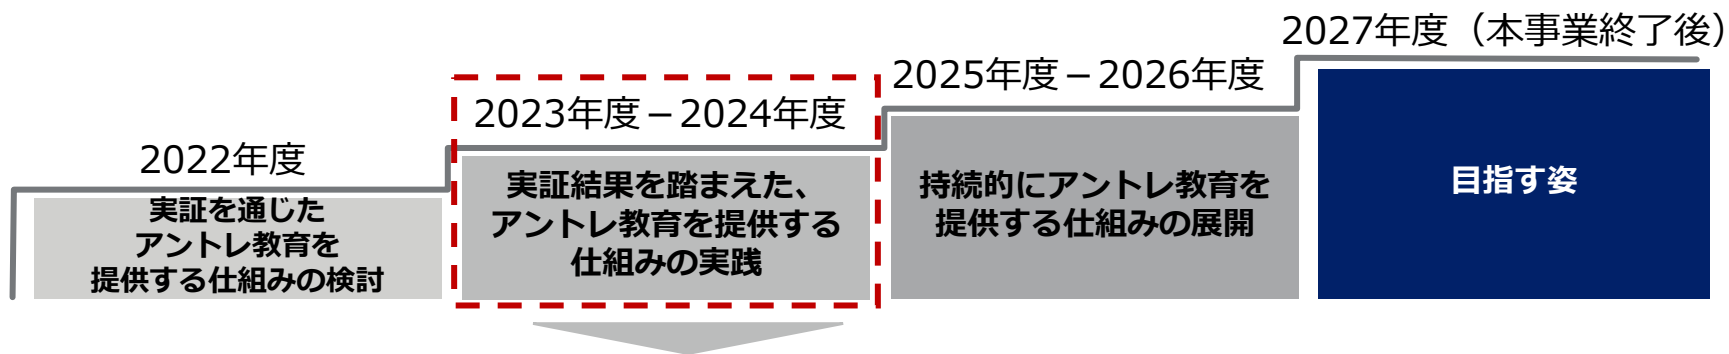 2022年度
実証を通じた
アントレ教育を
提供する仕組みの検討
2023年度－2024年度
実証結果を踏まえた、
アントレ教育を提供する
仕組みの実践
2025年度－2026年度
持続的にアントレ教育を
提供する仕組みの展開
2027年度（本事業終了後）
目指す姿